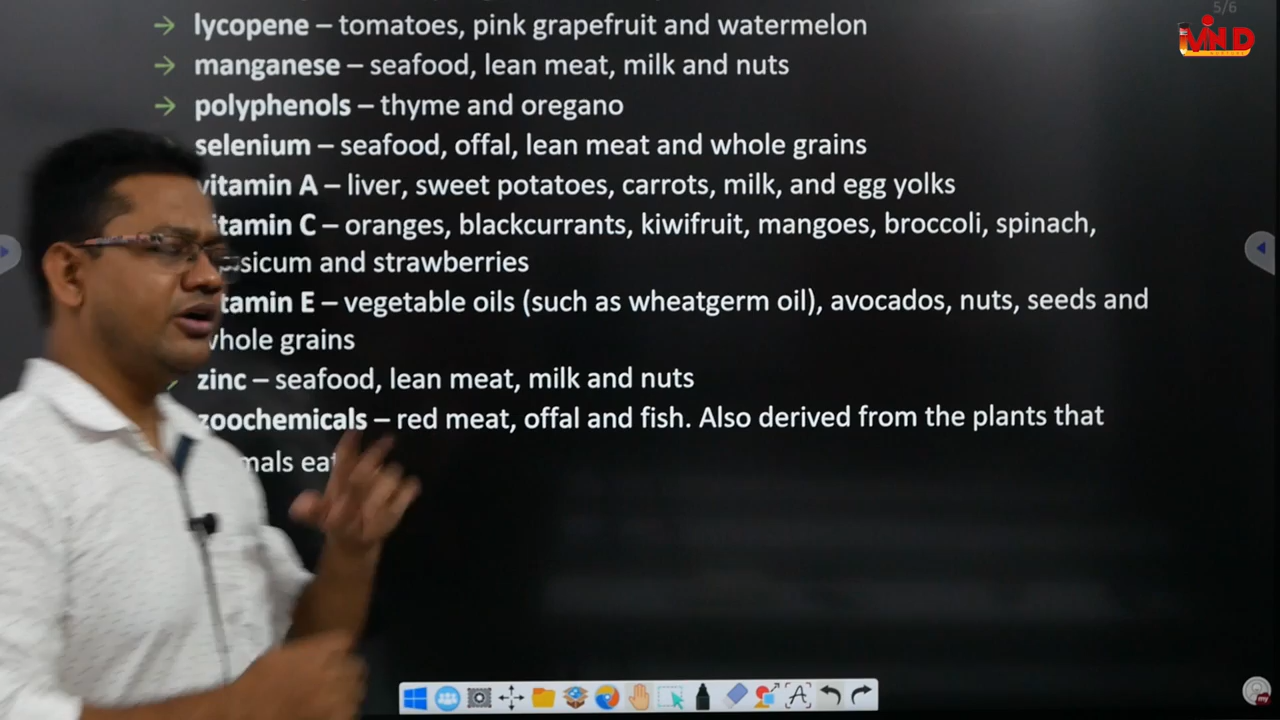 5/6
lycopene – tomatoes, pink grapefruit and watermelon
manganese – seafood, lean meat, milk and nuts
polyphenols – thyme and oregano
selenium – seafood, offal, lean meat and whole grains
vitamin A – liver, sweet potatoes, carrots, milk, and egg yolks
itamin C – oranges, blackcurrants, kiwifruit, mangoes, broccoli, spinach,
sicum and strawberries
tamin E – vegetable oils (such as wheatgerm oil), avocados, nuts, seeds and
whole grains
zinc – seafood, lean meat, milk and nuts
zoochemicals – red meat, offal and fish. Also derived from the plants that
mals eat